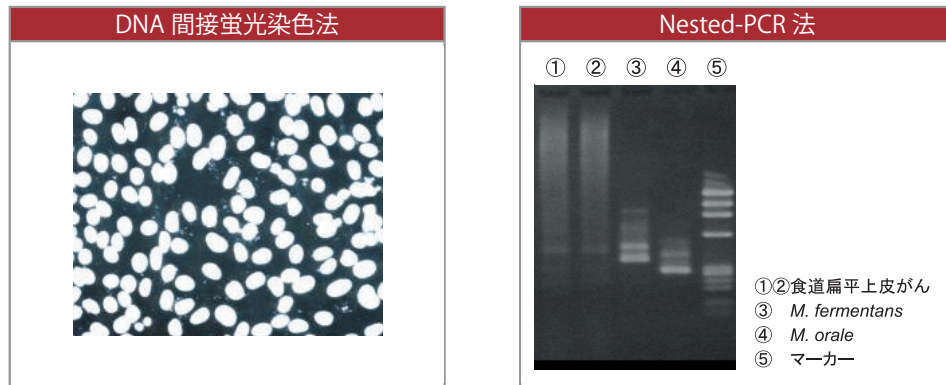 DNA 間接蛍光染色法
Nested-PCR 法
① ② ③ ④ ⑤
①②食道扁平上皮がん
③ M. fermentans
④ M. orale
⑤ マーカー